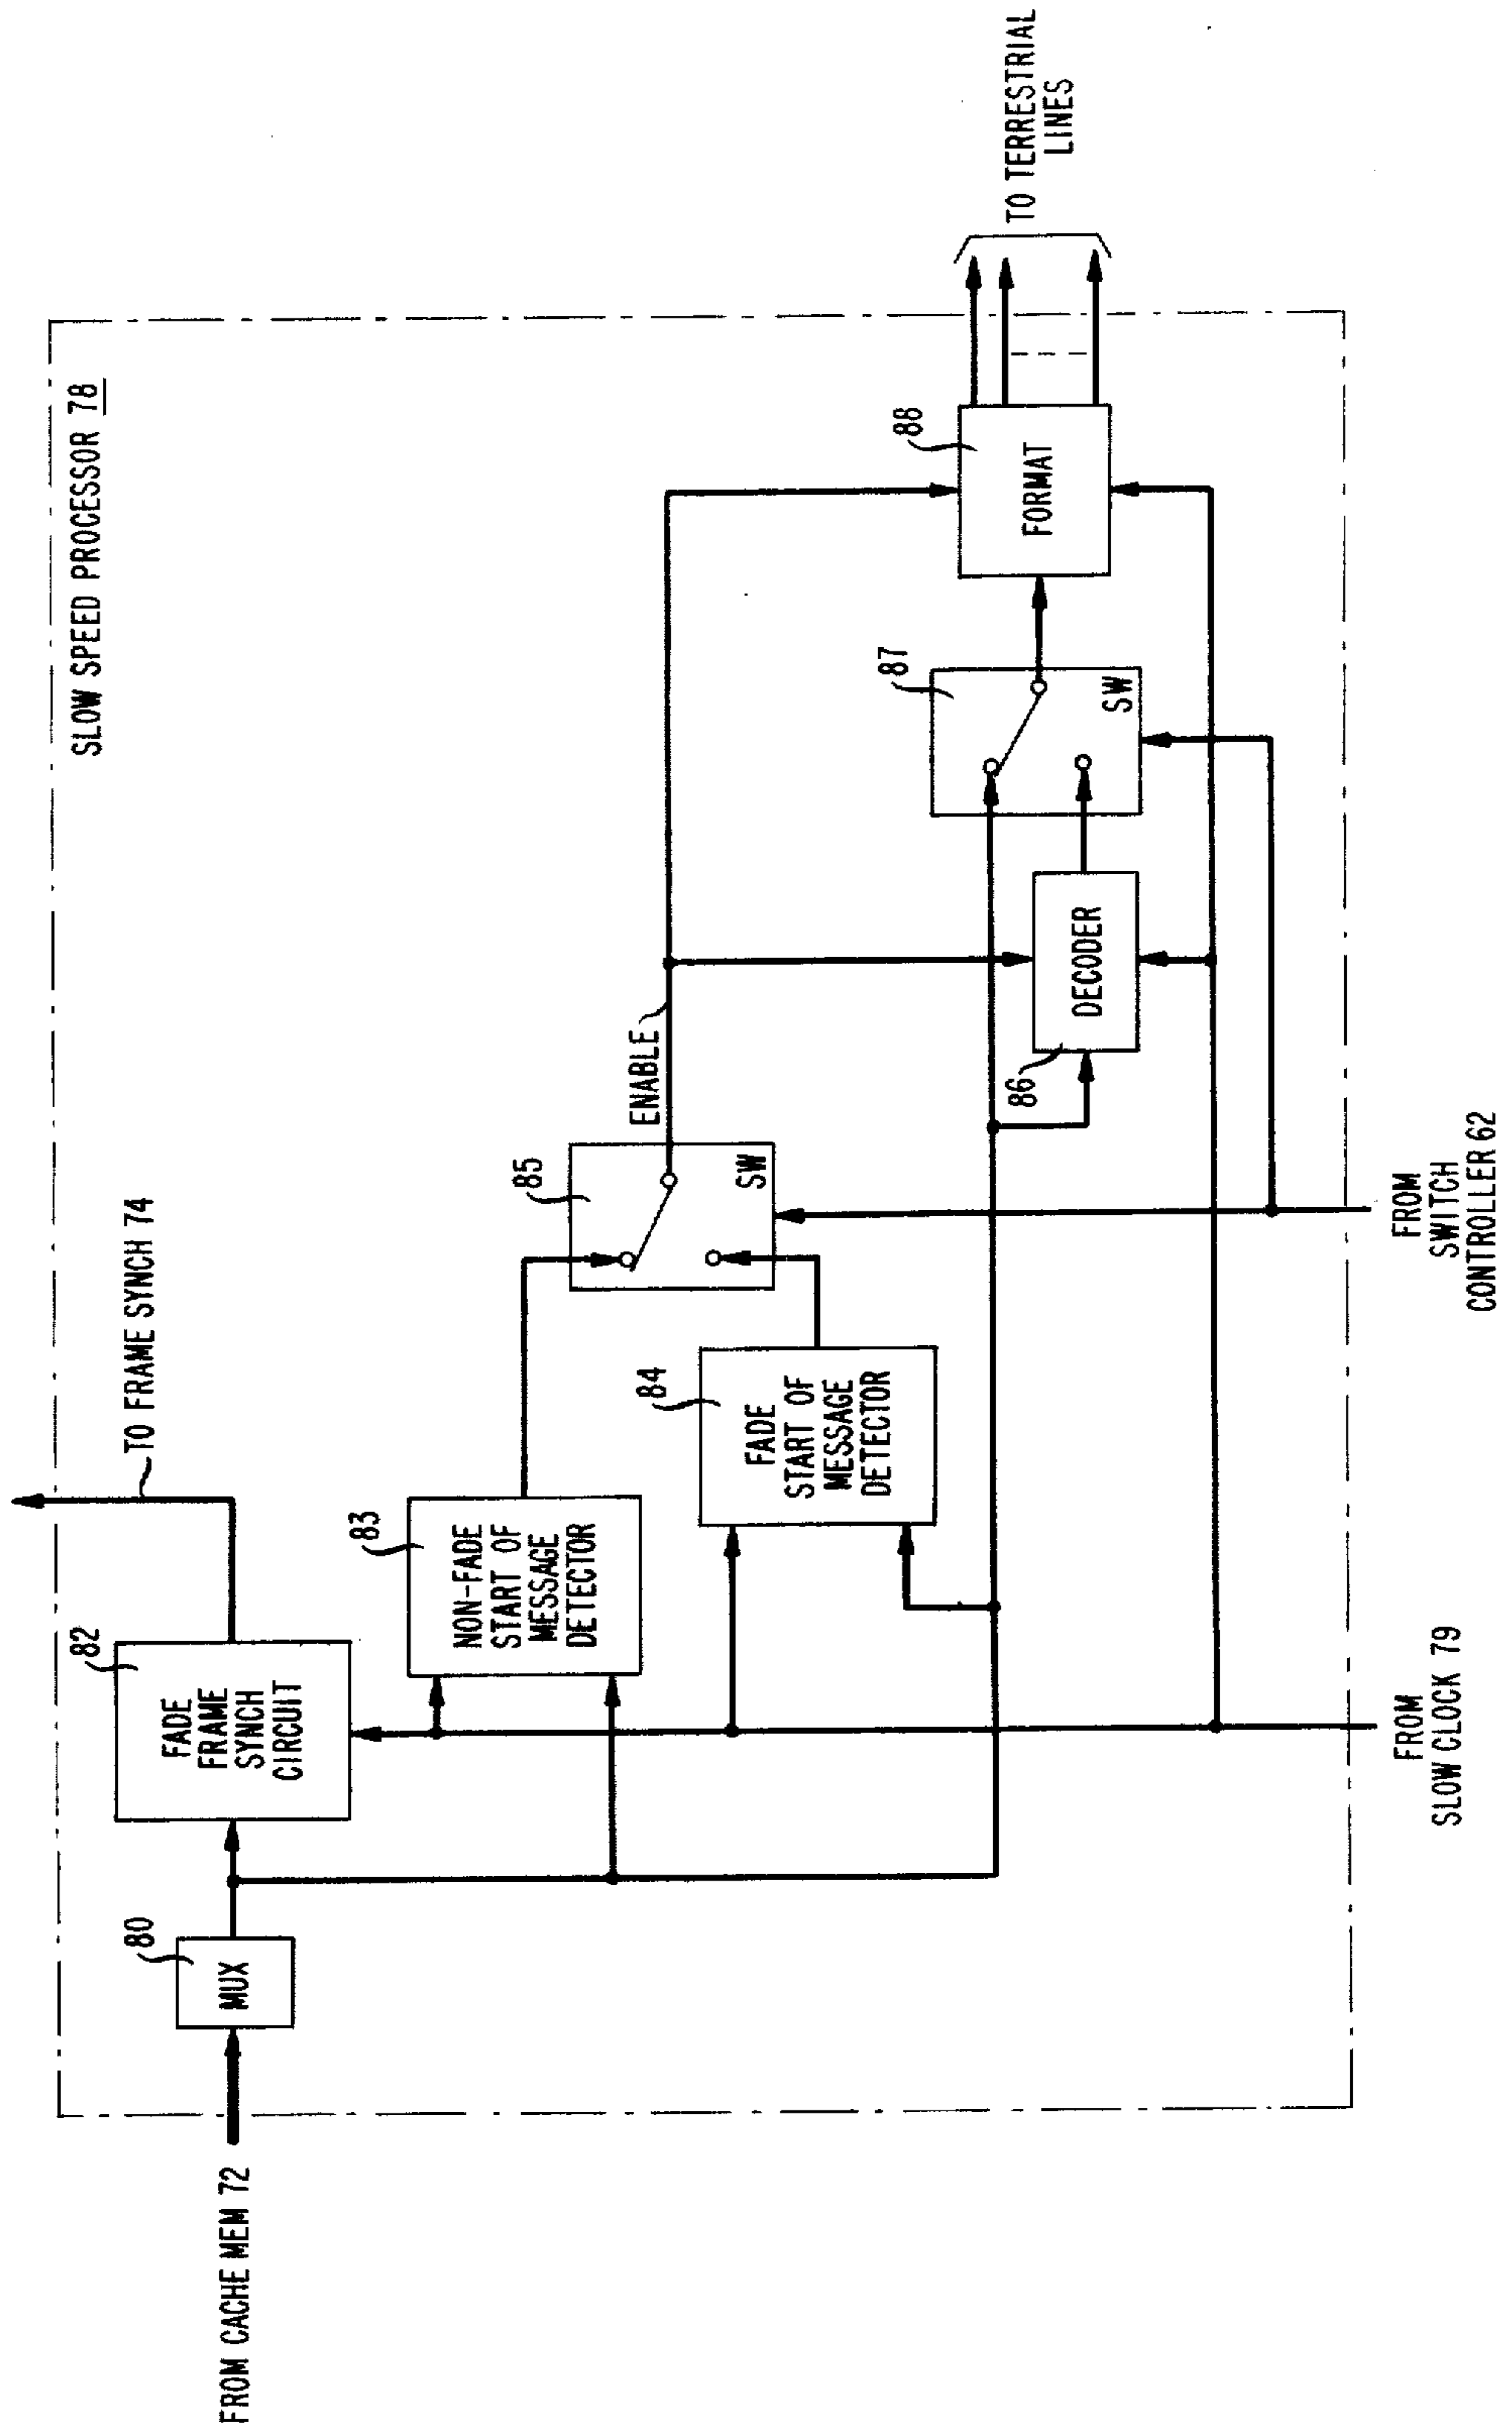 SLOW SPEED PROCESSOR 78
TO FRAME SYNCH 74
FROM CACHE MEM 72
80
MUX
82
FADE
FRAME
SYNCH
CIRCUIT
83
NON-FADE
START OF
MESSAGE
DETECTOR
84
FADE
START OF
MESSAGE
DETECTOR
85
SW
ENABLE
86
DECODER
87
SW
88
FORMAT
TO TERRESTRIAL
LINES
FROM
SLOW CLOCK 79
FROM
SWITCH
CONTROLLER 62